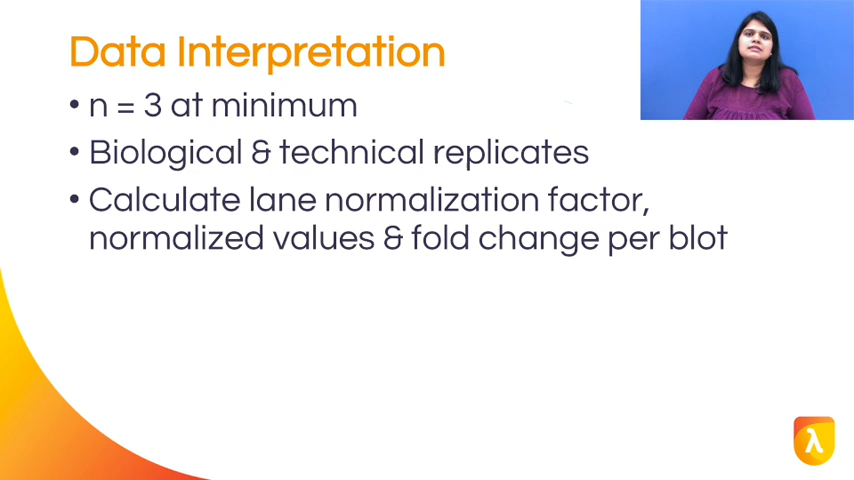 Data Interpretation
• n = 3 at minimum
• Biological & technical replicates
• Calculate lane normalization factor,
normalized values & fold change per blot
λ